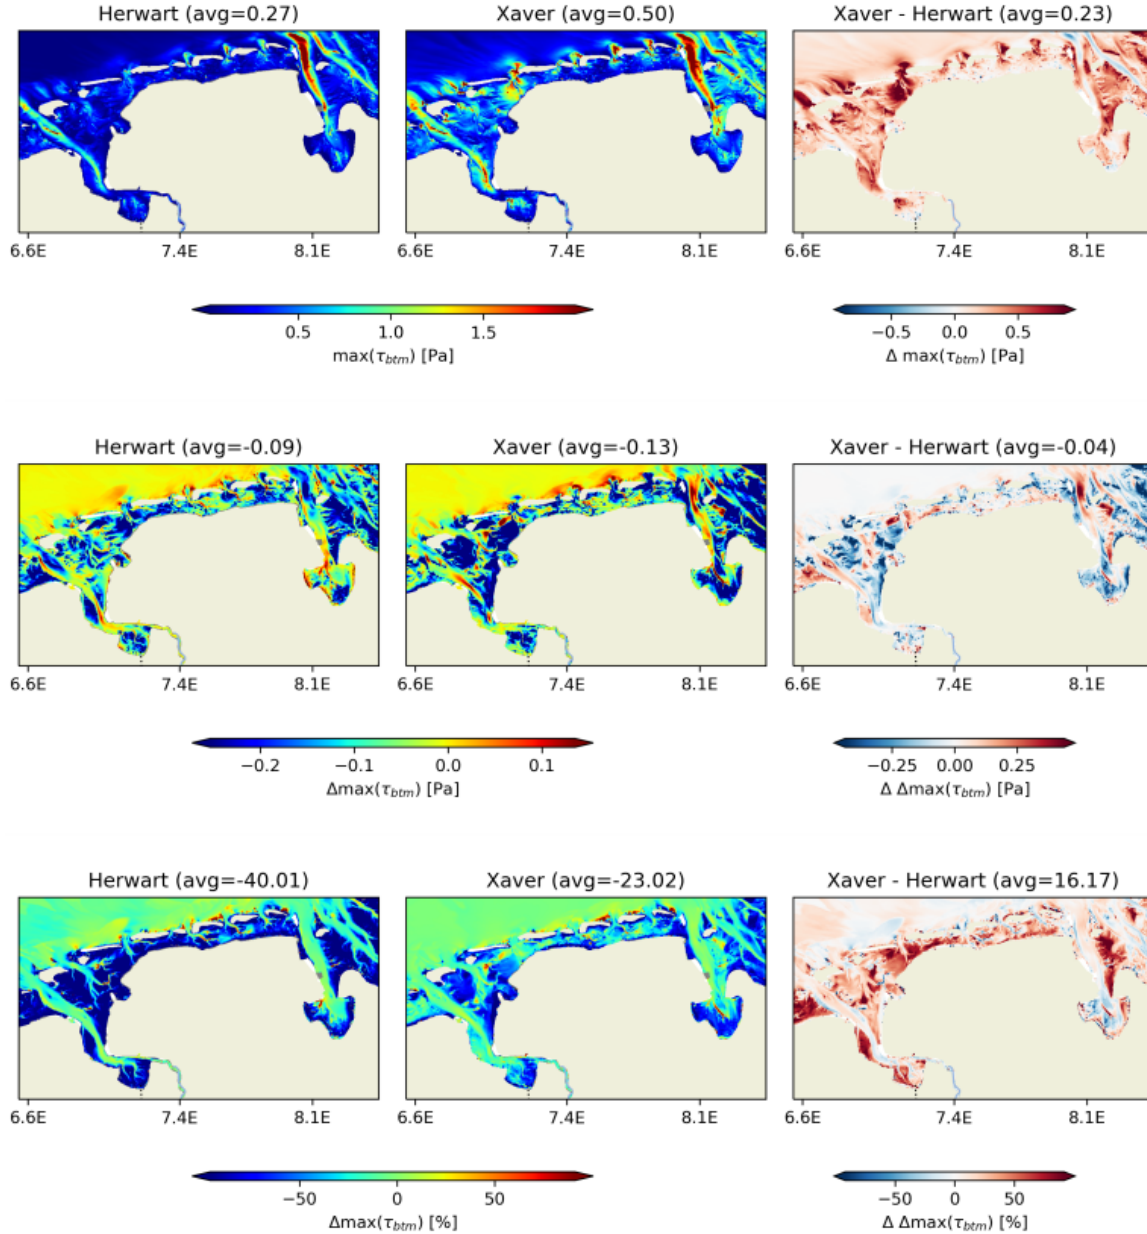 Herwart (avg=0.27) Xaver (avg=0.50) Xaver - Herwart (avg=0.23)
6.6E 7.4E 8.1E 6.6E 7.4E 8.1E 6.6E 7.4E 8.1E
0.5 1.0 1.5 −0.5 0.0 0.5
max(τbtm) [Pa] Δ max(τbtm) [Pa]
Herwart (avg=-0.09) Xaver (avg=-0.13) Xaver - Herwart (avg=-0.04)
6.6E 7.4E 8.1E 6.6E 7.4E 8.1E 6.6E 7.4E 8.1E
−0.2 −0.1 0.0 0.1 −0.25 0.00 0.25
Δmax(τbtm) [Pa] Δ Δmax(τbtm) [Pa]
Herwart (avg=-40.01) Xaver (avg=-23.02) Xaver - Herwart (avg=16.17)
6.6E 7.4E 8.1E 6.6E 7.4E 8.1E 6.6E 7.4E 8.1E
−50 0 50 −50 0 50
Δmax(τbtm) [%] Δ Δmax(τbtm) [%]